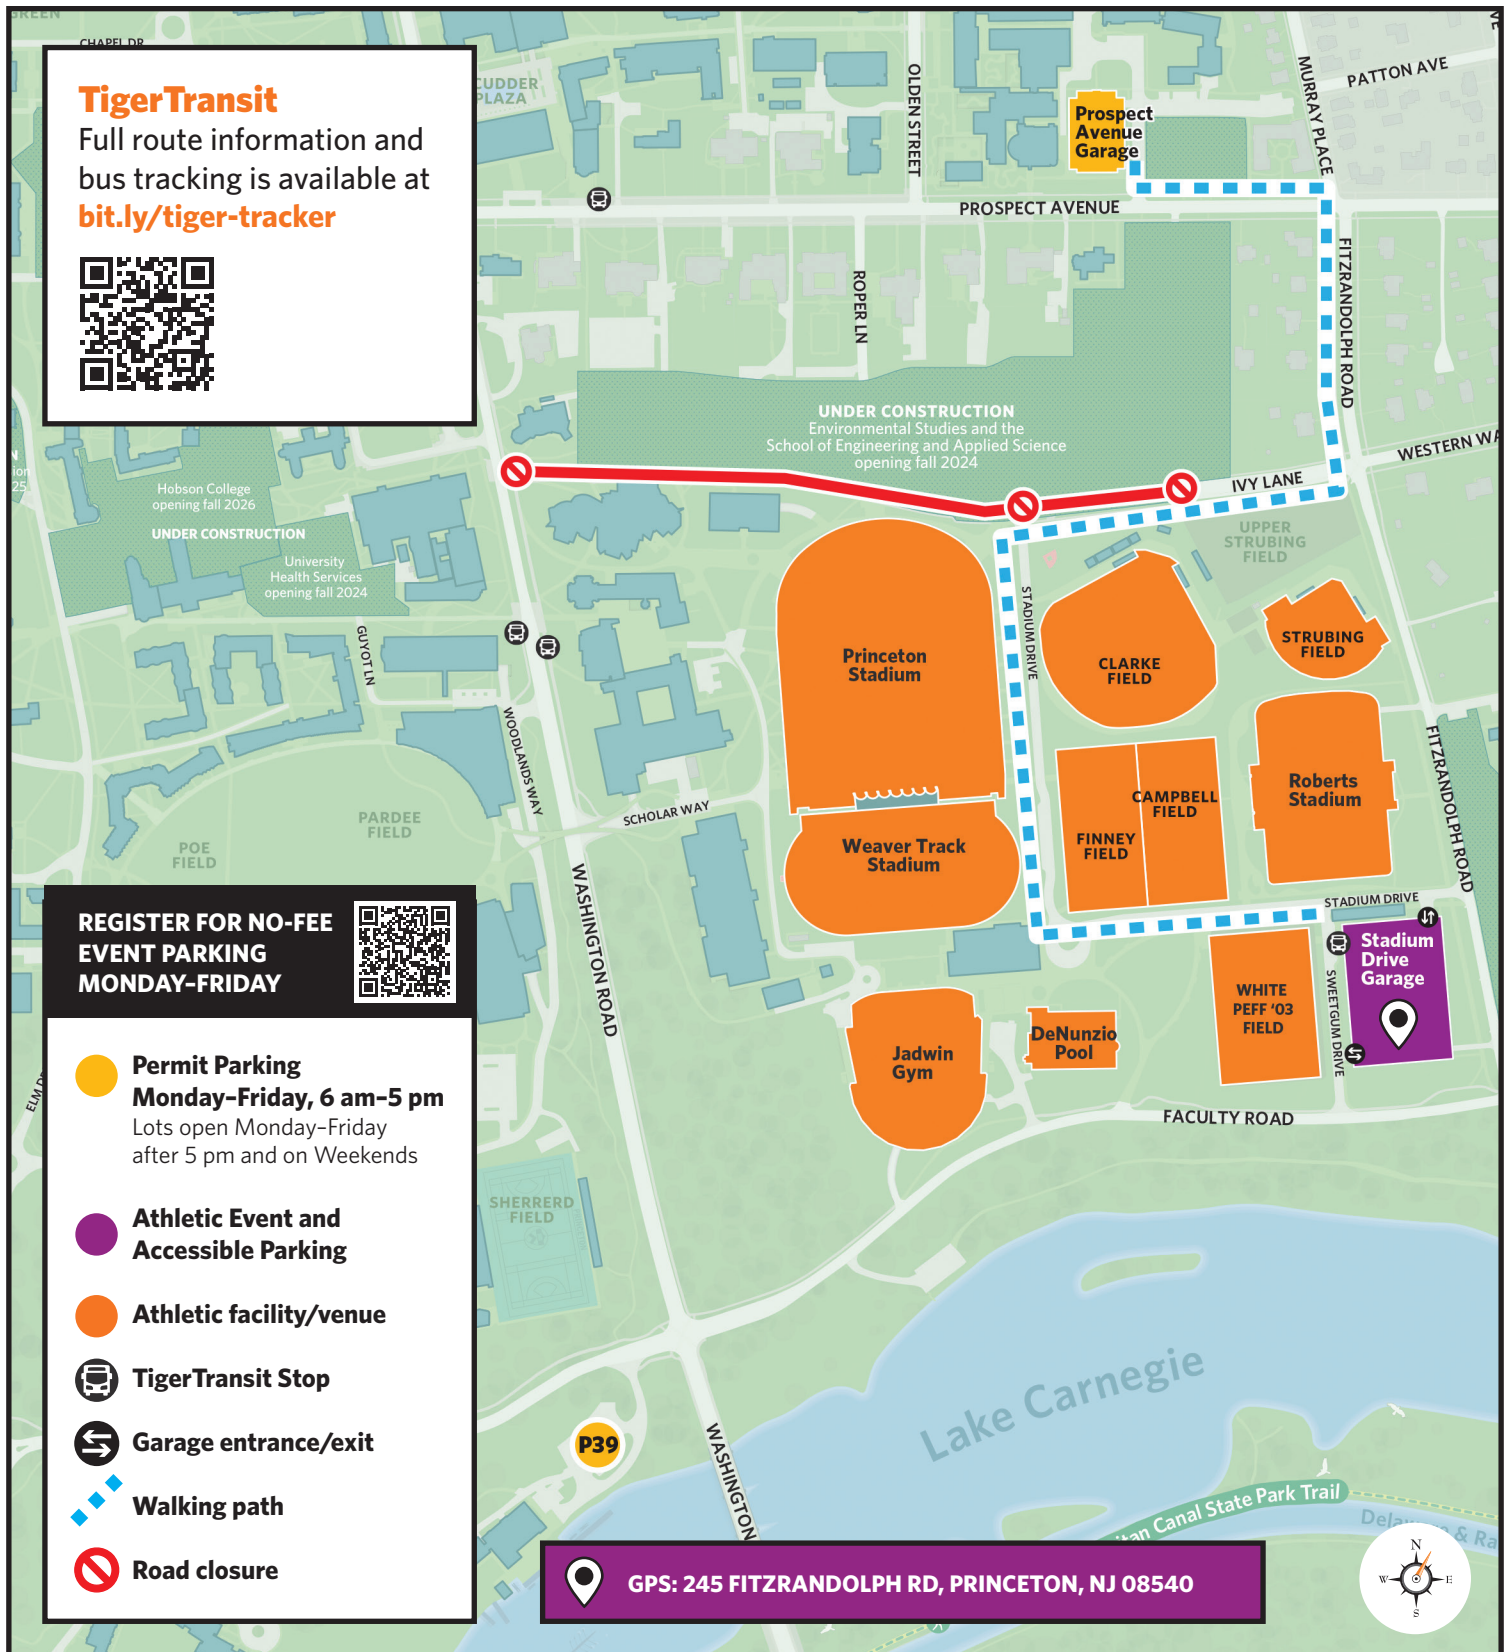 GREEN
CHAPEL DR
TigerTransit
Full route information and
bus tracking is available at
bit.ly/tiger-tracker
CUDDER
PLAZA
OLDEN STREET
Prospect
Avenue
Garage
MURRAY PLACE
PATTON AVE
PROSPECT AVENUE
ROPER LN
FITZRANDOLPH ROAD
UNDER CONSTRUCTION
Environmental Studies and the
School of Engineering and Applied Science
opening fall 2024
WESTERN WA
IVY LANE
Hobson College
opening fall 2026
UNDER CONSTRUCTION
University
Health Services
opening fall 2024
25
UPPER
STRUBING
FIELD
GUYOT LN
STADIUM DRIVE
Princeton
Stadium
CLARKE
FIELD
STRUBING
FIELD
WOODLANDS WAY
FITZRANDOLPH ROAD
Roberts
Stadium
CAMPBELL
FIELD
FINNEY
FIELD
SCHOLAR WAY
PARDEE
FIELD
POE
FIELD
Weaver Track
Stadium
WASHINGTON ROAD
STADIUM DRIVE
Stadium
Drive
Garage
SWEETGUM DRIVE
WHITE
PEFF '03
FIELD
Jadwin
Gym
DeNunzio
Pool
FACULTY ROAD
REGISTER FOR NO-FEE
EVENT PARKING
MONDAY–FRIDAY
Permit Parking
Monday–Friday, 6 am–5 pm
Lots open Monday–Friday
after 5 pm and on Weekends
Athletic Event and
Accessible Parking
Athletic facility/venue
TigerTransit Stop
Garage entrance/exit
Walking path
Road closure
ELM DR
SHERRERD
FIELD
P39
WASHINGTON
Lake Carnegie
itan Canal State Park Trail
& Ra
GPS: 245 FITZRANDOLPH RD, PRINCETON, NJ 08540
N
W E
S